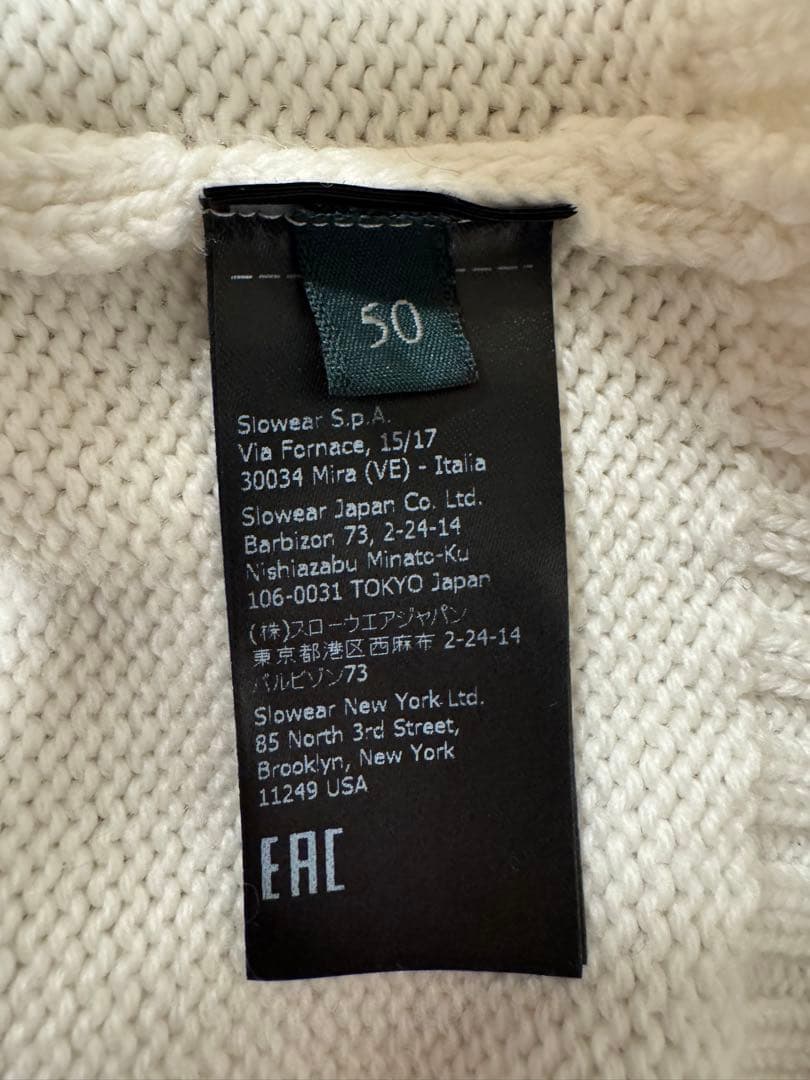 50
Slowear S.p.A.
Via Fornace, 15/17
30034 Mira (VE) - Italia
Slowear Japan Co. Ltd.
Barbizon 73, 2-24-14
Nishiazabu Minato-Ku
106-0031 TOKYO Japan
(株)スローウエアジャパン
東京都港区西麻布 2-24-14
バルビゾン73
Slowear New York Ltd.
85 North 3rd Street,
Brooklyn, New York
11249 USA
EAC